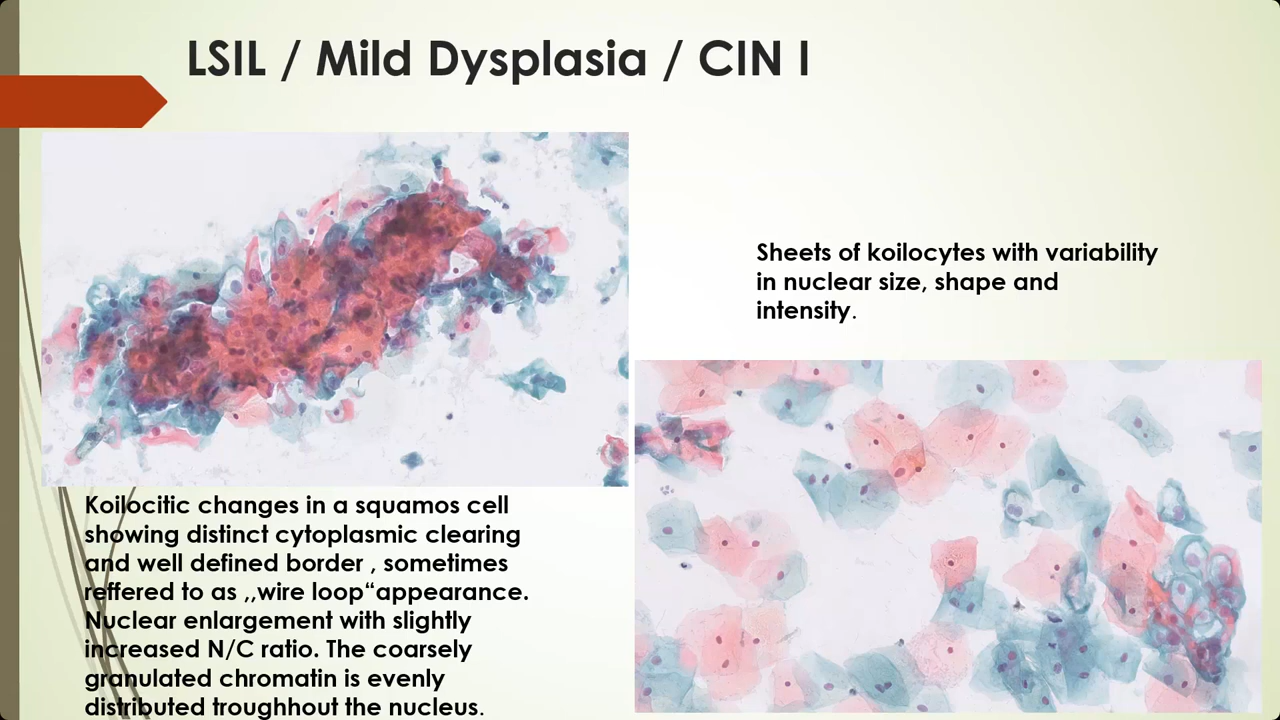 LSIL / Mild Dysplasia / CIN I
Sheets of koilocytes with variability
in nuclear size, shape and
intensity.
Koilocitic changes in a squamos cell
showing distinct cytoplasmic clearing
and well defined border , sometimes
reffered to as ,,wire loop“appearance.
Nuclear enlargement with slightly
increased N/C ratio. The coarsely
granulated chromatin is evenly
distributed troughhout the nucleus.